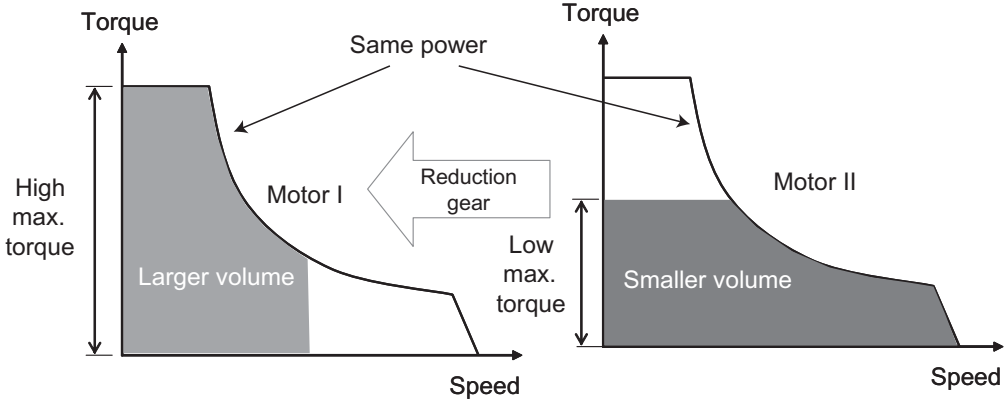 Torque
Same power
High
max.
torque
Motor I
Larger volume
Speed
Reduction
gear
Torque
Motor II
Low
max.
torque
Smaller volume
Speed